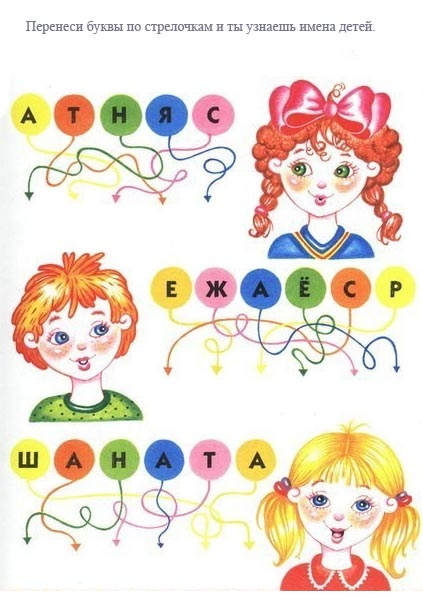 Перенеси буквы по стрелочкам и ты узнаешь имена детей.
А Т Н Я С
Е Ж А Ё С Р
Ш А Н А Т А